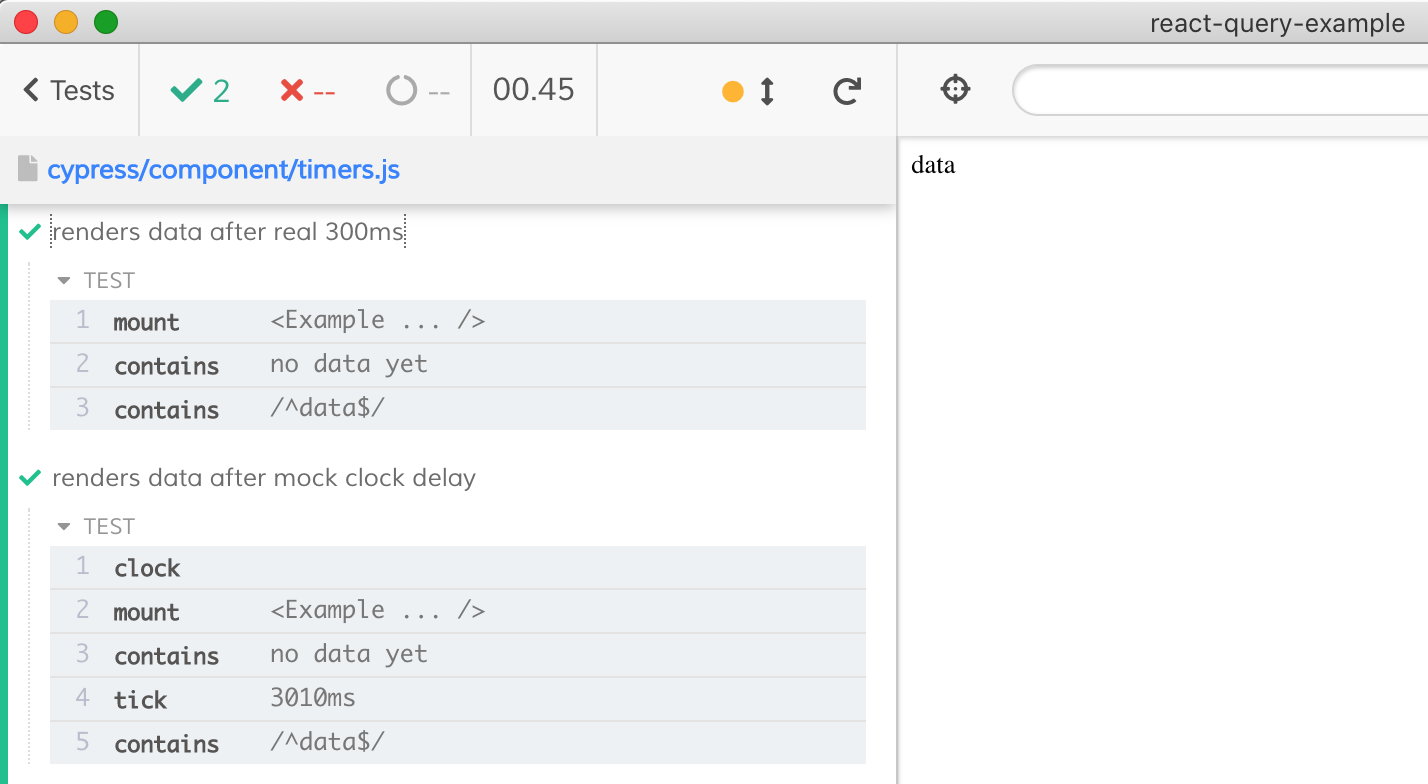 react-query-example
Tests 2 -- -- 00.45
cypress/component/timers.js
data
renders data after real 300ms
TEST
1 mount <Example ... />
2 contains no data yet
3 contains /^data$/
renders data after mock clock delay
TEST
1 clock
2 mount <Example ... />
3 contains no data yet
4 tick 3010ms
5 contains /^data$/